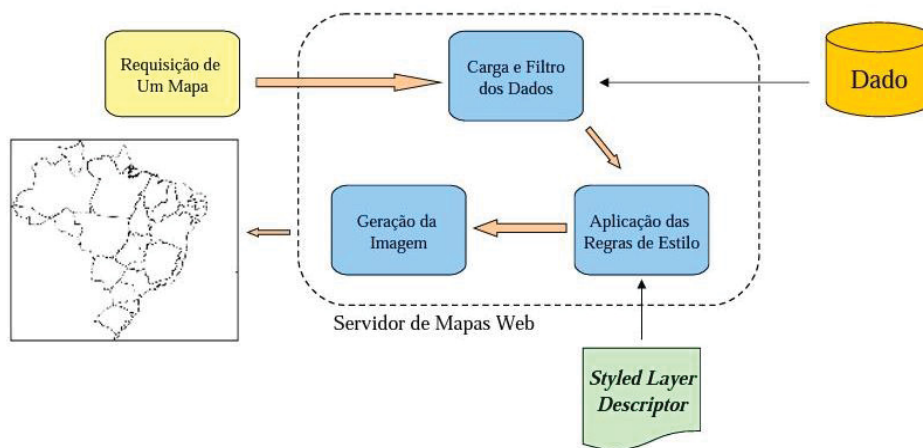 Requisição de
Um Mapa
Carga e Filtro
dos Dados
Dado
Geração da
Imagem
Aplicação das
Regras de Estilo
Servidor de Mapas Web
Styled Layer
Descriptor